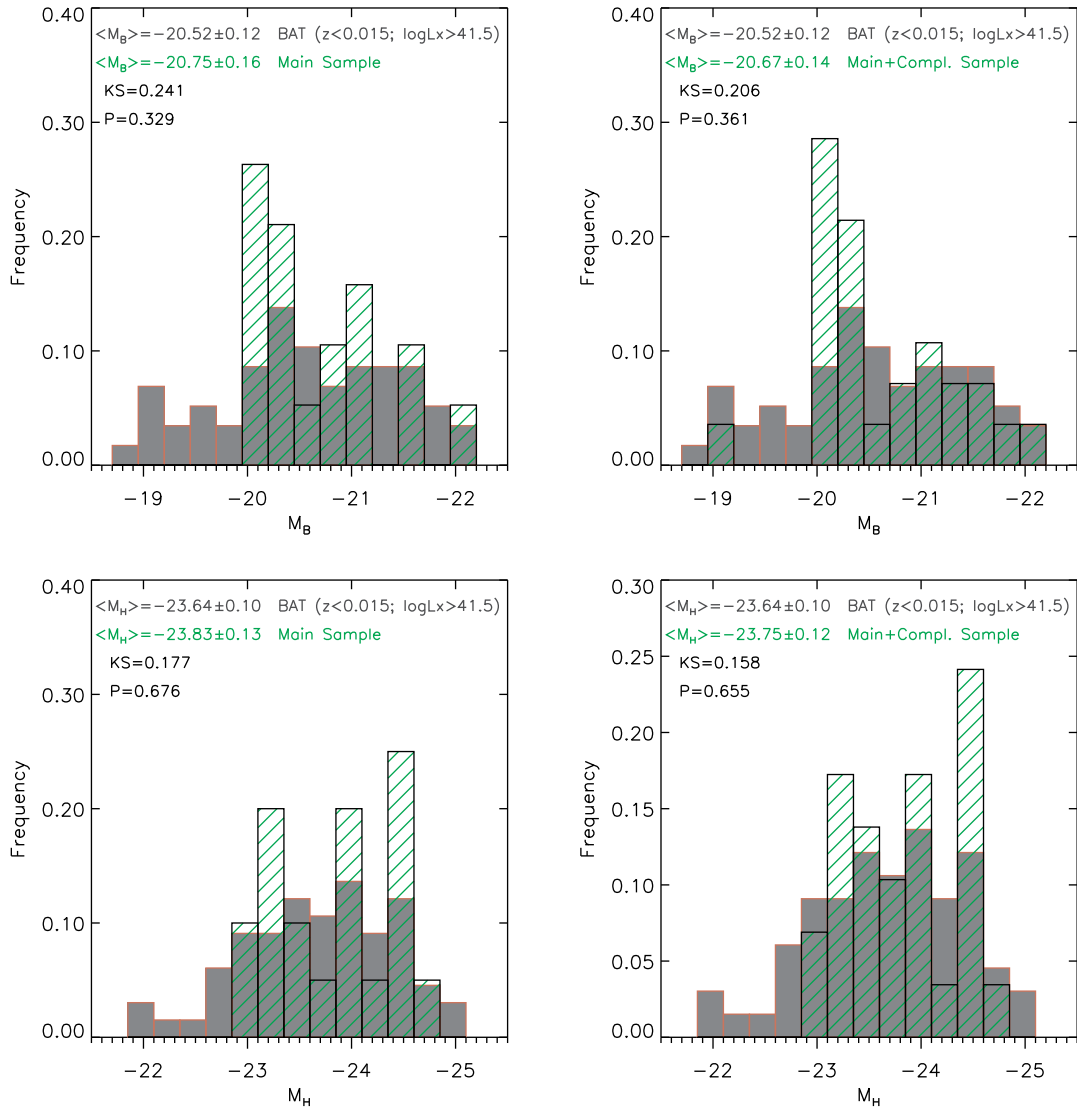 0.40
0.30
0.20
0.10
0.00
Frequency
<M_B>=−20.52±0.12 BAT (z<0.015; logLx>41.5)
<M_B>=−20.75±0.16 Main Sample
KS=0.241
P=0.329
−19 −20 −21 −22
M_B
0.40
0.30
0.20
0.10
0.00
Frequency
<M_B>=−20.52±0.12 BAT (z<0.015; logLx>41.5)
<M_B>=−20.67±0.14 Main+Compl. Sample
KS=0.206
P=0.361
−19 −20 −21 −22
M_B
0.40
0.30
0.20
0.10
0.00
Frequency
<M_H>=−23.64±0.10 BAT (z<0.015; logLx>41.5)
<M_H>=−23.83±0.13 Main Sample
KS=0.177
P=0.676
−22 −23 −24 −25
M_H
0.30
0.25
0.20
0.15
0.10
0.05
0.00
Frequency
<M_H>=−23.64±0.10 BAT (z<0.015; logLx>41.5)
<M_H>=−23.75±0.12 Main+Compl. Sample
KS=0.158
P=0.655
−22 −23 −24 −25
M_H